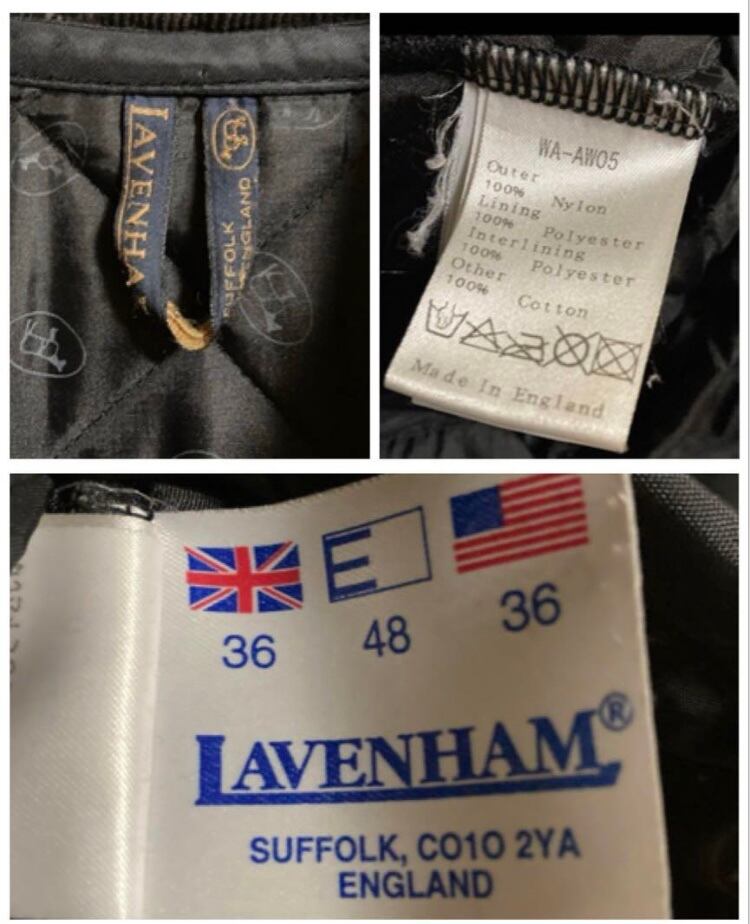 LAVENHA
SUFFOLK
ENGLAND
WA-AW05
Outer
100% Nylon
Lining
100% Polyester
Interlining
100% Polyester
Other
100% Cotton
Made In England
E
36
48
36
LAVENHAM®
SUFFOLK, CO10 2YA
ENGLAND